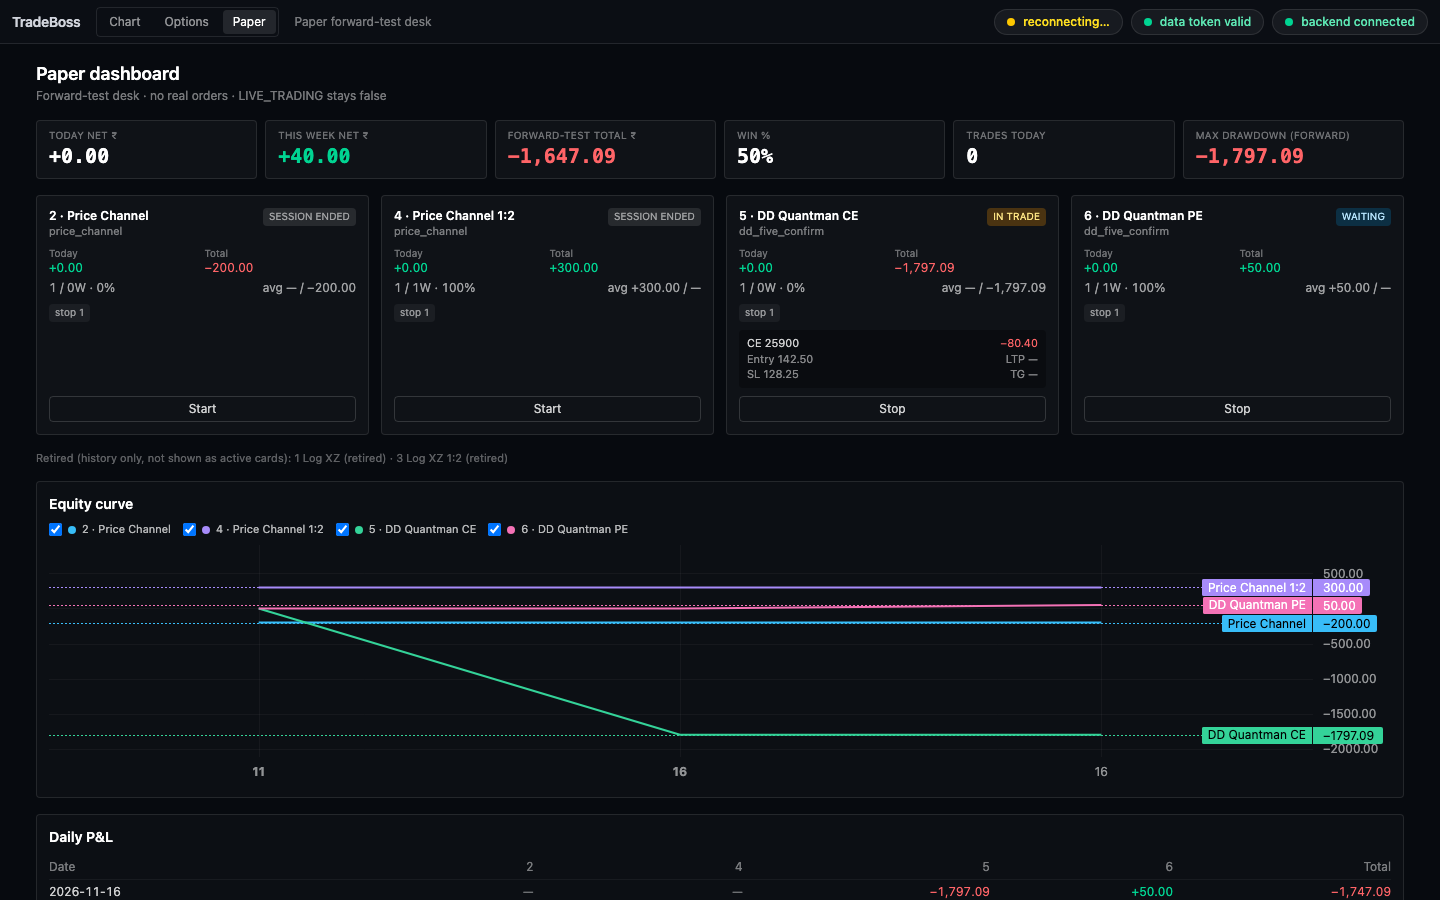 TradeBoss Chart Options Paper Paper forward-test desk reconnecting... data token valid backend connected
Paper dashboard
Forward-test desk · no real orders · LIVE_TRADING stays false
TODAY NET ₹
+0.00
THIS WEEK NET ₹
+40.00
FORWARD-TEST TOTAL ₹
−1,647.09
WIN %
50%
TRADES TODAY
0
MAX DRAWDOWN (FORWARD)
−1,797.09
2 · Price Channel SESSION ENDED
price_channel
Today Total
+0.00 −200.00
1 / 0W · 0% avg — / −200.00
stop 1
Start
4 · Price Channel 1:2 SESSION ENDED
price_channel
Today Total
+0.00 +300.00
1 / 1W · 100% avg +300.00 / —
stop 1
Start
5 · DD Quantman CE IN TRADE
dd_five_confirm
Today Total
+0.00 −1,797.09
1 / 0W · 0% avg — / −1,797.09
stop 1
CE 25900 −80.40
Entry 142.50 LTP —
SL 128.25 TG —
Stop
6 · DD Quantman PE WAITING
dd_five_confirm
Today Total
+0.00 +50.00
1 / 1W · 100% avg +50.00 / —
stop 1
Stop
Retired (history only, not shown as active cards): 1 Log XZ (retired) · 3 Log XZ 1:2 (retired)
Equity curve
2 · Price Channel 4 · Price Channel 1:2 5 · DD Quantman CE 6 · DD Quantman PE
500.00
Price Channel 1:2 300.00
DD Quantman PE 50.00
Price Channel −200.00
−500.00
−1000.00
−1500.00
DD Quantman CE −1797.09
−2000.00
11 16 16
Daily P&L
Date 2 4 5 6 Total
2026-11-16 — — −1,797.09 +50.00 −1,747.09